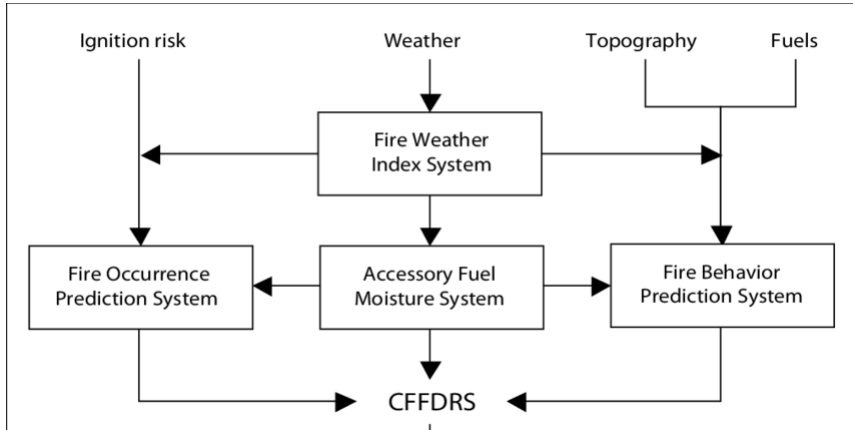 Ignition risk
Weather
Topography
Fuels
Fire Weather
Index System
Fire Occurrence
Prediction System
Accessory Fuel
Moisture System
Fire Behavior
Prediction System
CFFDRS